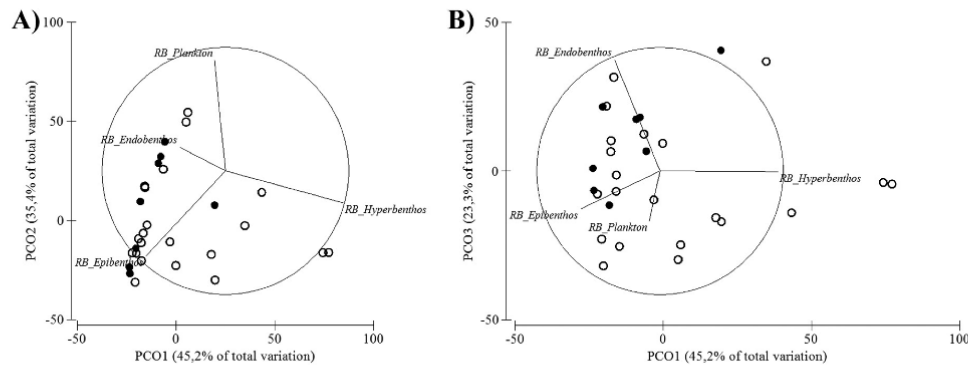 A)
100
50
0
-50
PCO2 (35,4% of total variation)
RB_Plankton
RB_Endobenthos
RB_Hyperbenthos
RB_Epibenthos
0
50
100
PCO1 (45,2% of total variation)
B)
50
0
-50
PCO3 (23,3% of total variation)
RB_Endobenthos
RB_Hyperbenthos
RB_Epibenthos
RB_Plankton
-50
0
50
100
PCO1 (45,2% of total variation)